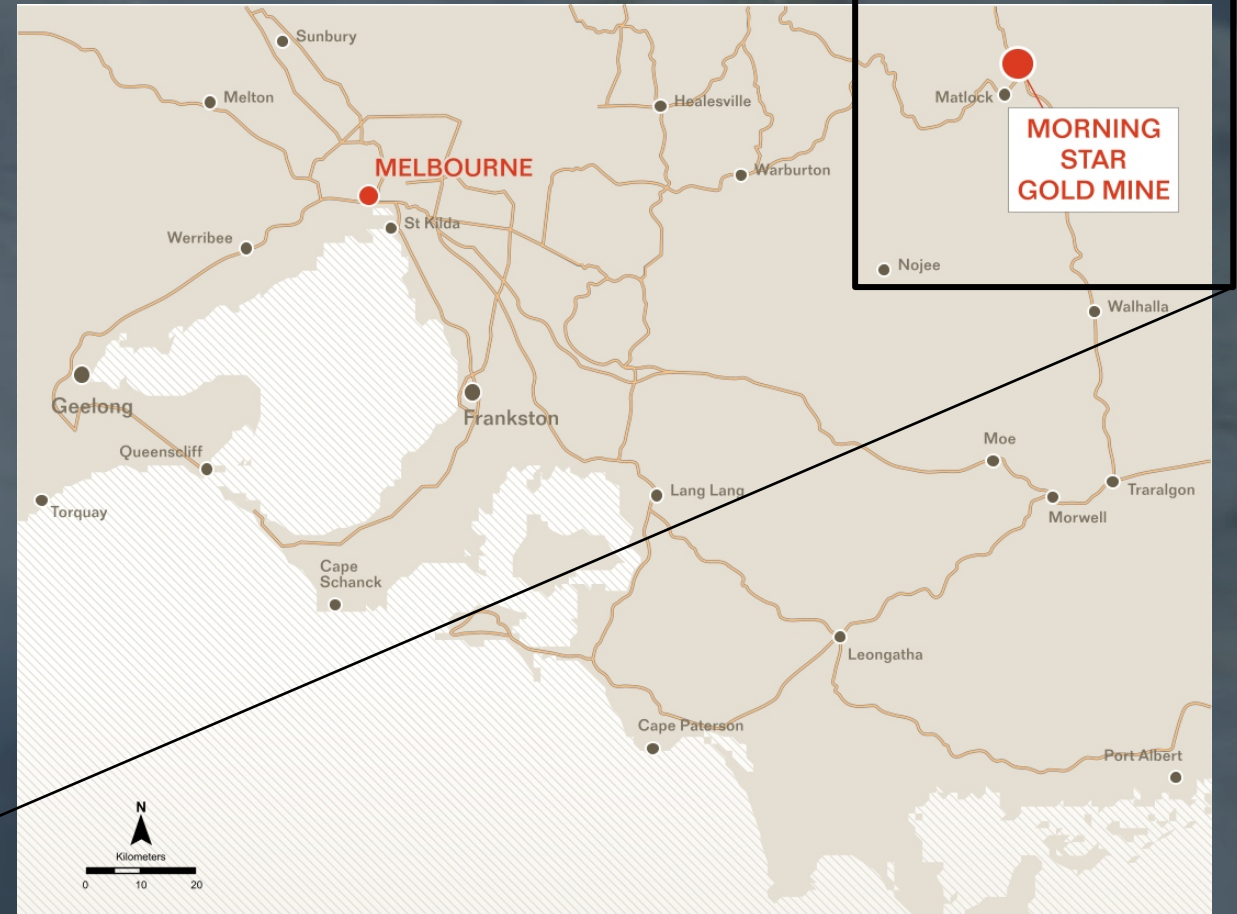 Sunbury
Melton
Healesville
Matlock
MORNING
STAR
GOLD MINE
MELBOURNE
Warburton
St Kilda
Werribee
Nojee
Walhalla
Geelong
Frankston
Queenscliff
Moe
Lang Lang
Traralgon
Torquay
Morwell
Cape
Schanck
Leongatha
Cape Paterson
Port Albert
N
Kilometers
0 10 20